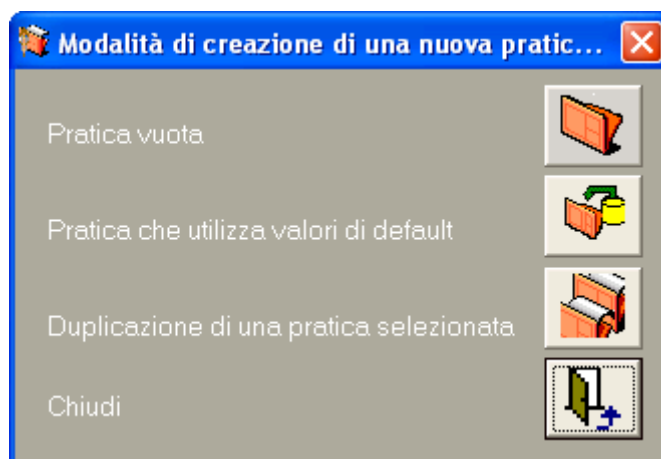 Modalità di creazione di una nuova pratic...
Pratica vuota
Pratica che utilizza valori di default
Duplicazione di una pratica selezionata
Chiudi